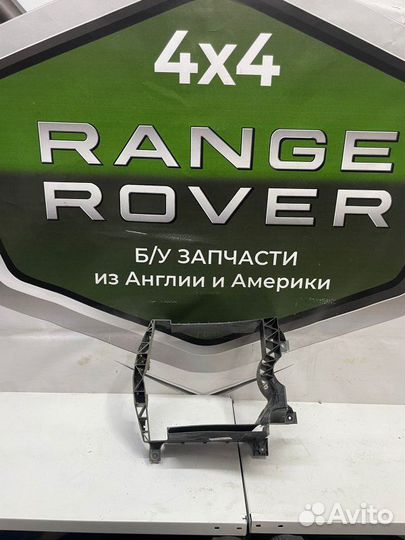 4x4
RANGE
ROVER
Б/У ЗАПЧАСТИ
из Англии и Америки
Avito